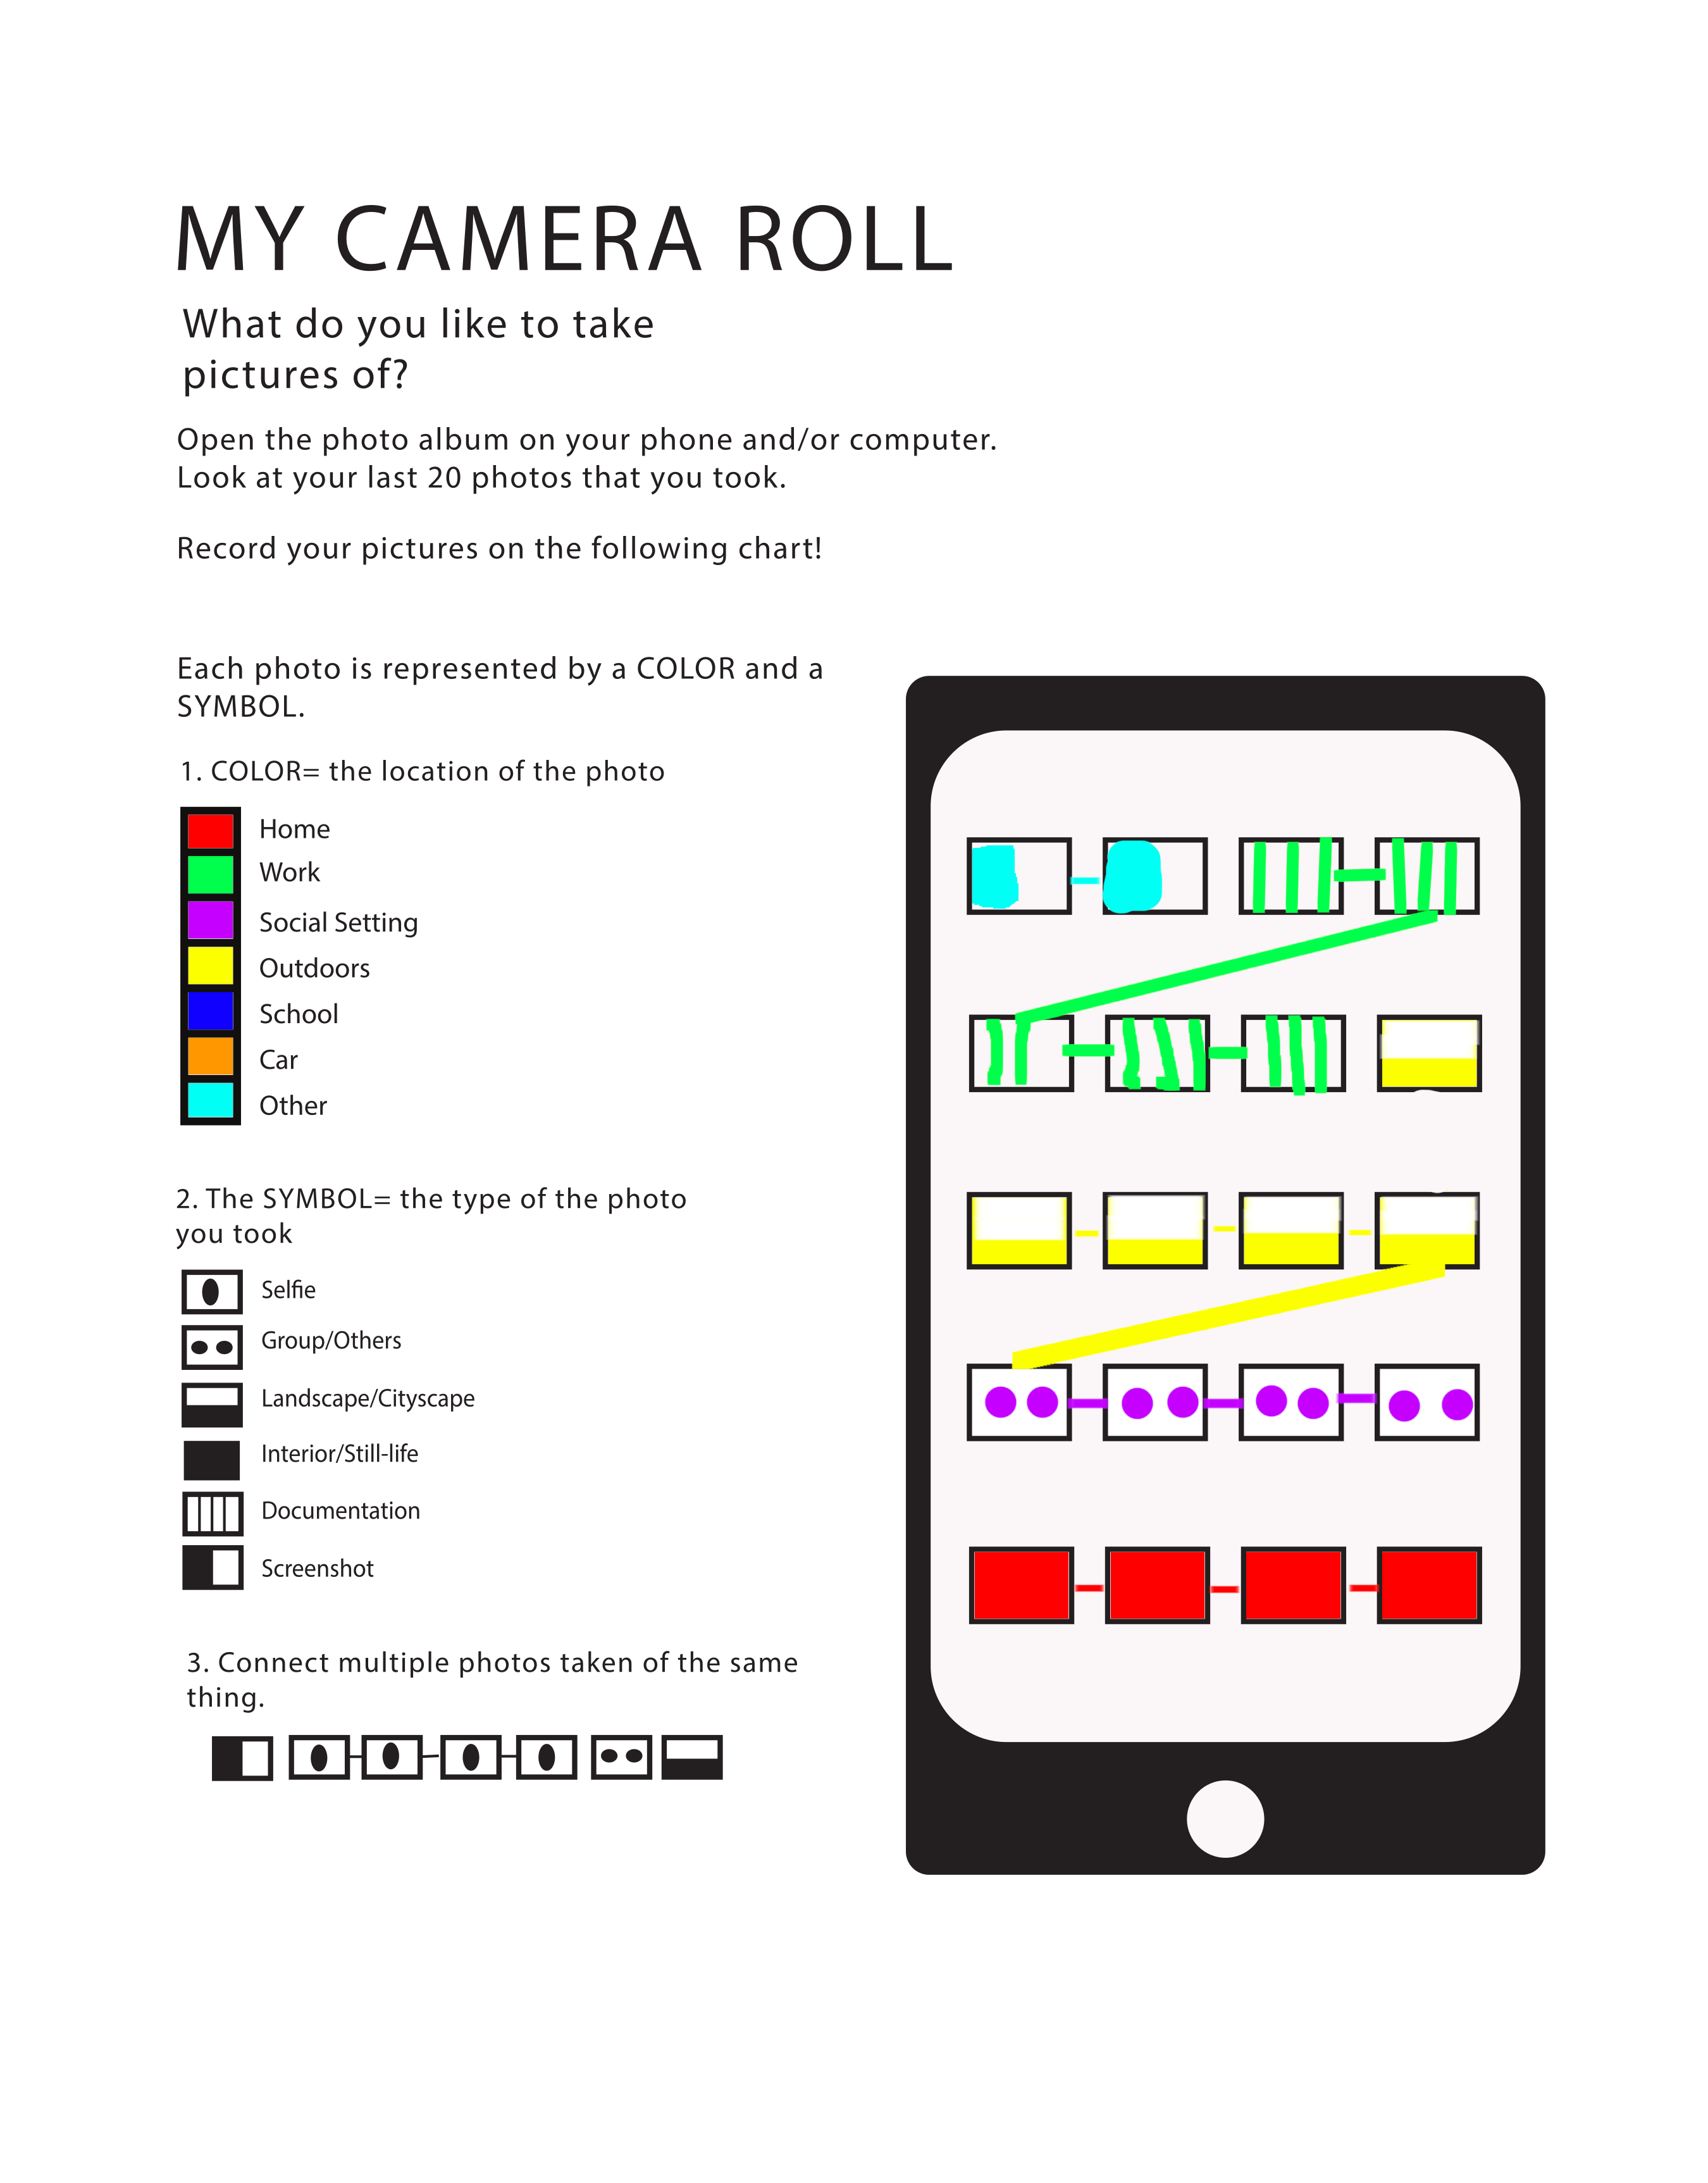 MY CAMERA ROLL
What do you like to take
pictures of?
Open the photo album on your phone and/or computer.
Look at your last 20 photos that you took.
Record your pictures on the following chart!
Each photo is represented by a COLOR and a
SYMBOL.
1. COLOR= the location of the photo
Home
Work
Social Setting
Outdoors
School
Car
Other
2. The SYMBOL= the type of the photo
you took
Selfie
Group/Others
Landscape/Cityscape
Interior/Still-life
Documentation
Screenshot
3. Connect multiple photos taken of the same
thing.